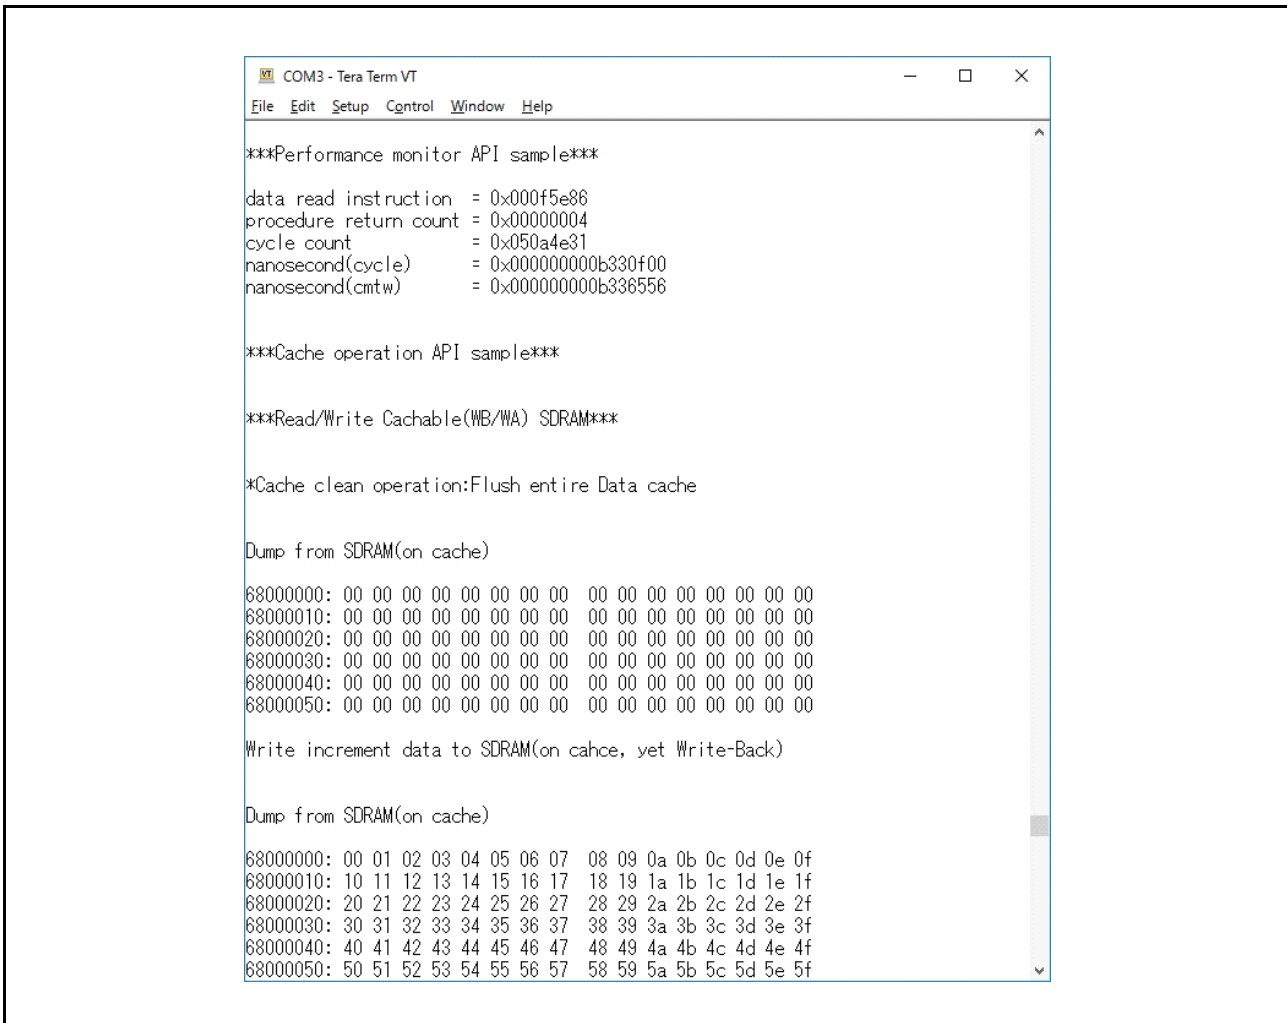 COM3 - Tera Term VT
File Edit Setup Control Window Help
***Performance monitor API sample***
data read instruction  = 0x000f5e86
procedure return count = 0x00000004
cycle count            = 0x050a4e31
nanosecond(cycle)      = 0x000000000b330f00
nanosecond(cmtw)       = 0x000000000b336556
***Cache operation API sample***
***Read/Write Cachable(WB/WA) SDRAM***
*Cache clean operation:Flush entire Data cache
Dump from SDRAM(on cache)
68000000: 00 00 00 00 00 00 00 00  00 00 00 00 00 00 00 00
68000010: 00 00 00 00 00 00 00 00  00 00 00 00 00 00 00 00
68000020: 00 00 00 00 00 00 00 00  00 00 00 00 00 00 00 00
68000030: 00 00 00 00 00 00 00 00  00 00 00 00 00 00 00 00
68000040: 00 00 00 00 00 00 00 00  00 00 00 00 00 00 00 00
68000050: 00 00 00 00 00 00 00 00  00 00 00 00 00 00 00 00
Write increment data to SDRAM(on cahce, yet Write-Back)
Dump from SDRAM(on cache)
68000000: 00 01 02 03 04 05 06 07  08 09 0a 0b 0c 0d 0e 0f
68000010: 10 11 12 13 14 15 16 17  18 19 1a 1b 1c 1d 1e 1f
68000020: 20 21 22 23 24 25 26 27  28 29 2a 2b 2c 2d 2e 2f
68000030: 30 31 32 33 34 35 36 37  38 39 3a 3b 3c 3d 3e 3f
68000040: 40 41 42 43 44 45 46 47  48 49 4a 4b 4c 4d 4e 4f
68000050: 50 51 52 53 54 55 56 57  58 59 5a 5b 5c 5d 5e 5f